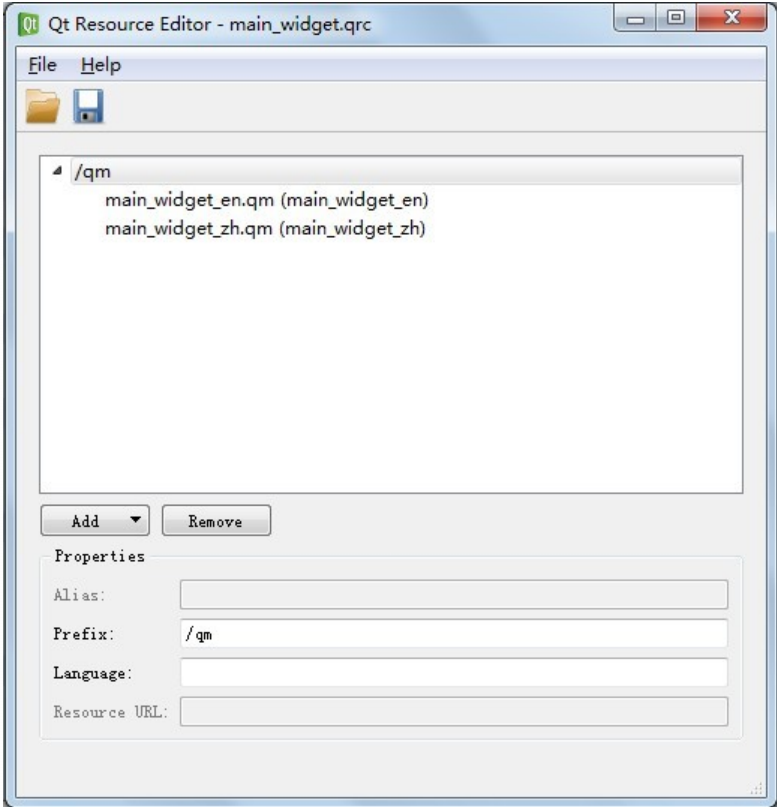 Qt Qt Resource Editor - main_widget.qrc
File Help
/qm
main_widget_en.qm (main_widget_en)
main_widget_zh.qm (main_widget_zh)
Add Remove
Properties
Alias:
Prefix: /qm
Language:
Resource URL: